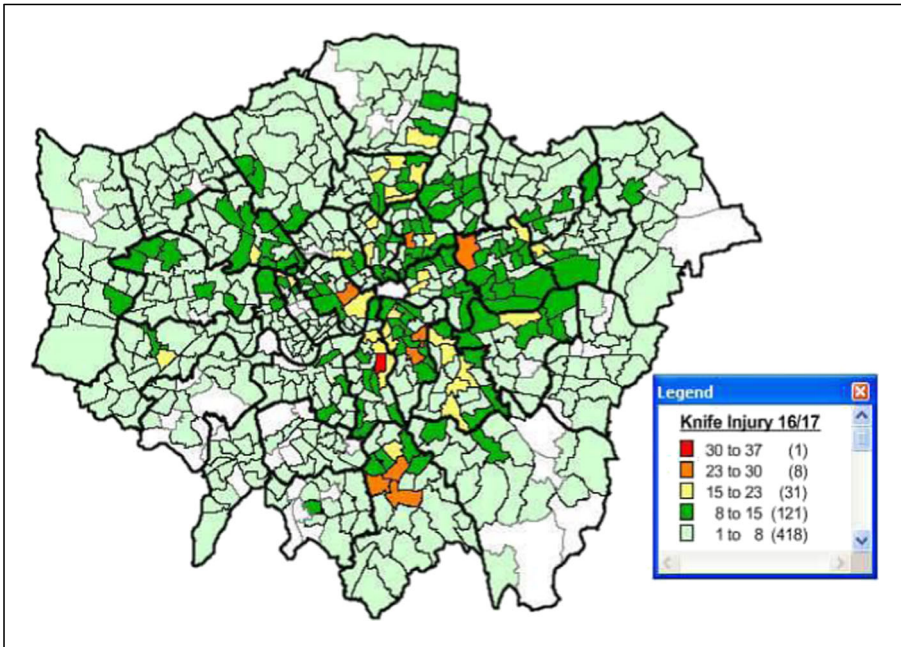 Legend
Knife Injury 16/17
30 to 37 (1)
23 to 30 (8)
15 to 23 (31)
8 to 15 (121)
1 to 8 (418)